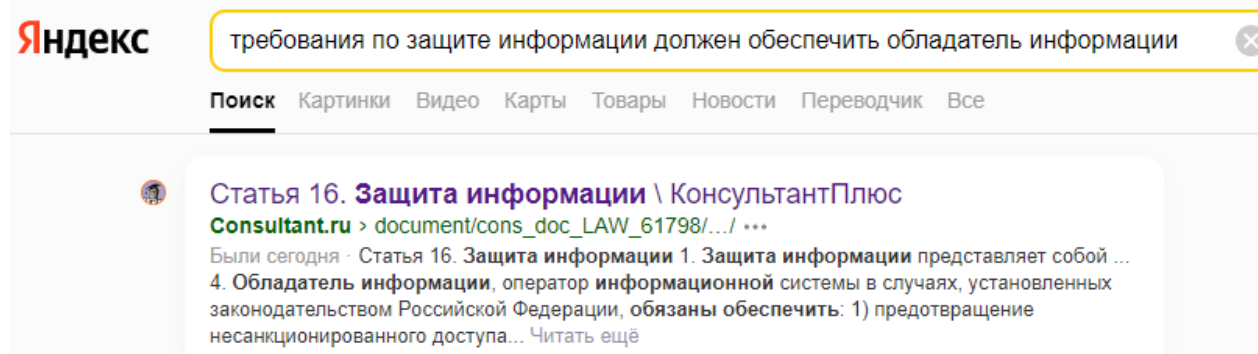 Яндекс
требования по защите информации должен обеспечить обладатель информации
Поиск Картинки Видео Карты Товары Новости Переводчик Все
Статья 16. Защита информации \ КонсультантПлюс
Consultant.ru › document/cons_doc_LAW_61798/.../ •••
Были сегодня · Статья 16. Защита информации 1. Защита информации представляет собой ...
4. Обладатель информации, оператор информационной системы в случаях, установленных
законодательством Российской Федерации, обязаны обеспечить: 1) предотвращение
несанкционированного доступа... Читать ещё